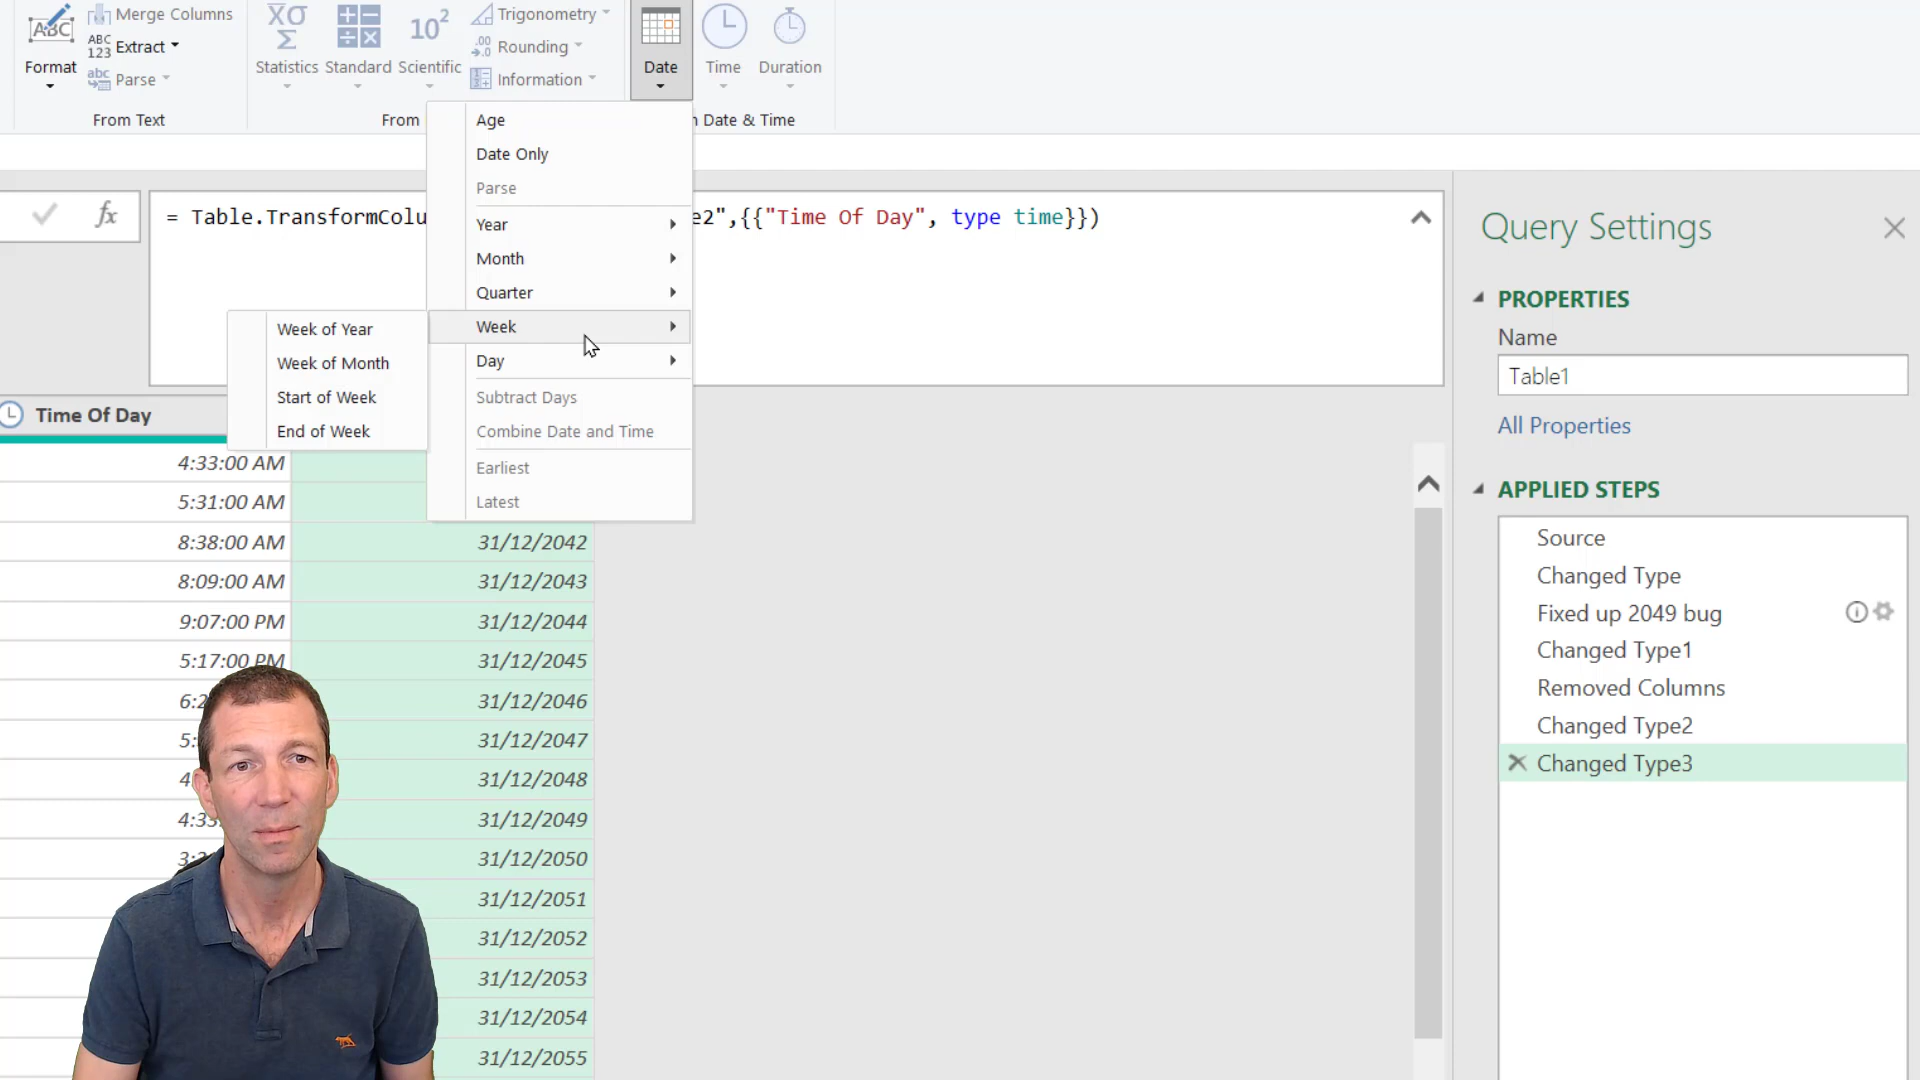 Merge Columns
Trigonometry
ABC
ABC
123
Extract
Rounding
Format
Parse
Statistics
Standard
Scientific
Information
Date
Time
Duration
From Text
From
Date & Time
Age
Date Only
Parse
Year
Month
Quarter
Week
Day
Subtract Days
Combine Date and Time
Earliest
Latest
Week of Year
Week of Month
Start of Week
End of Week
fx
= Table.TransformColu
e2",{{"Time Of Day", type time}})
Time Of Day
4:33:00 AM
5:31:00 AM
8:38:00 AM 31/12/2042
8:09:00 AM 31/12/2043
9:07:00 PM 31/12/2044
5:17:00 PM 31/12/2045
31/12/2046
31/12/2047
31/12/2048
31/12/2049
31/12/2050
31/12/2051
31/12/2052
31/12/2053
31/12/2054
31/12/2055
Query Settings
PROPERTIES
Name
Table1
All Properties
APPLIED STEPS
Source
Changed Type
Fixed up 2049 bug
Changed Type1
Removed Columns
Changed Type2
Changed Type3